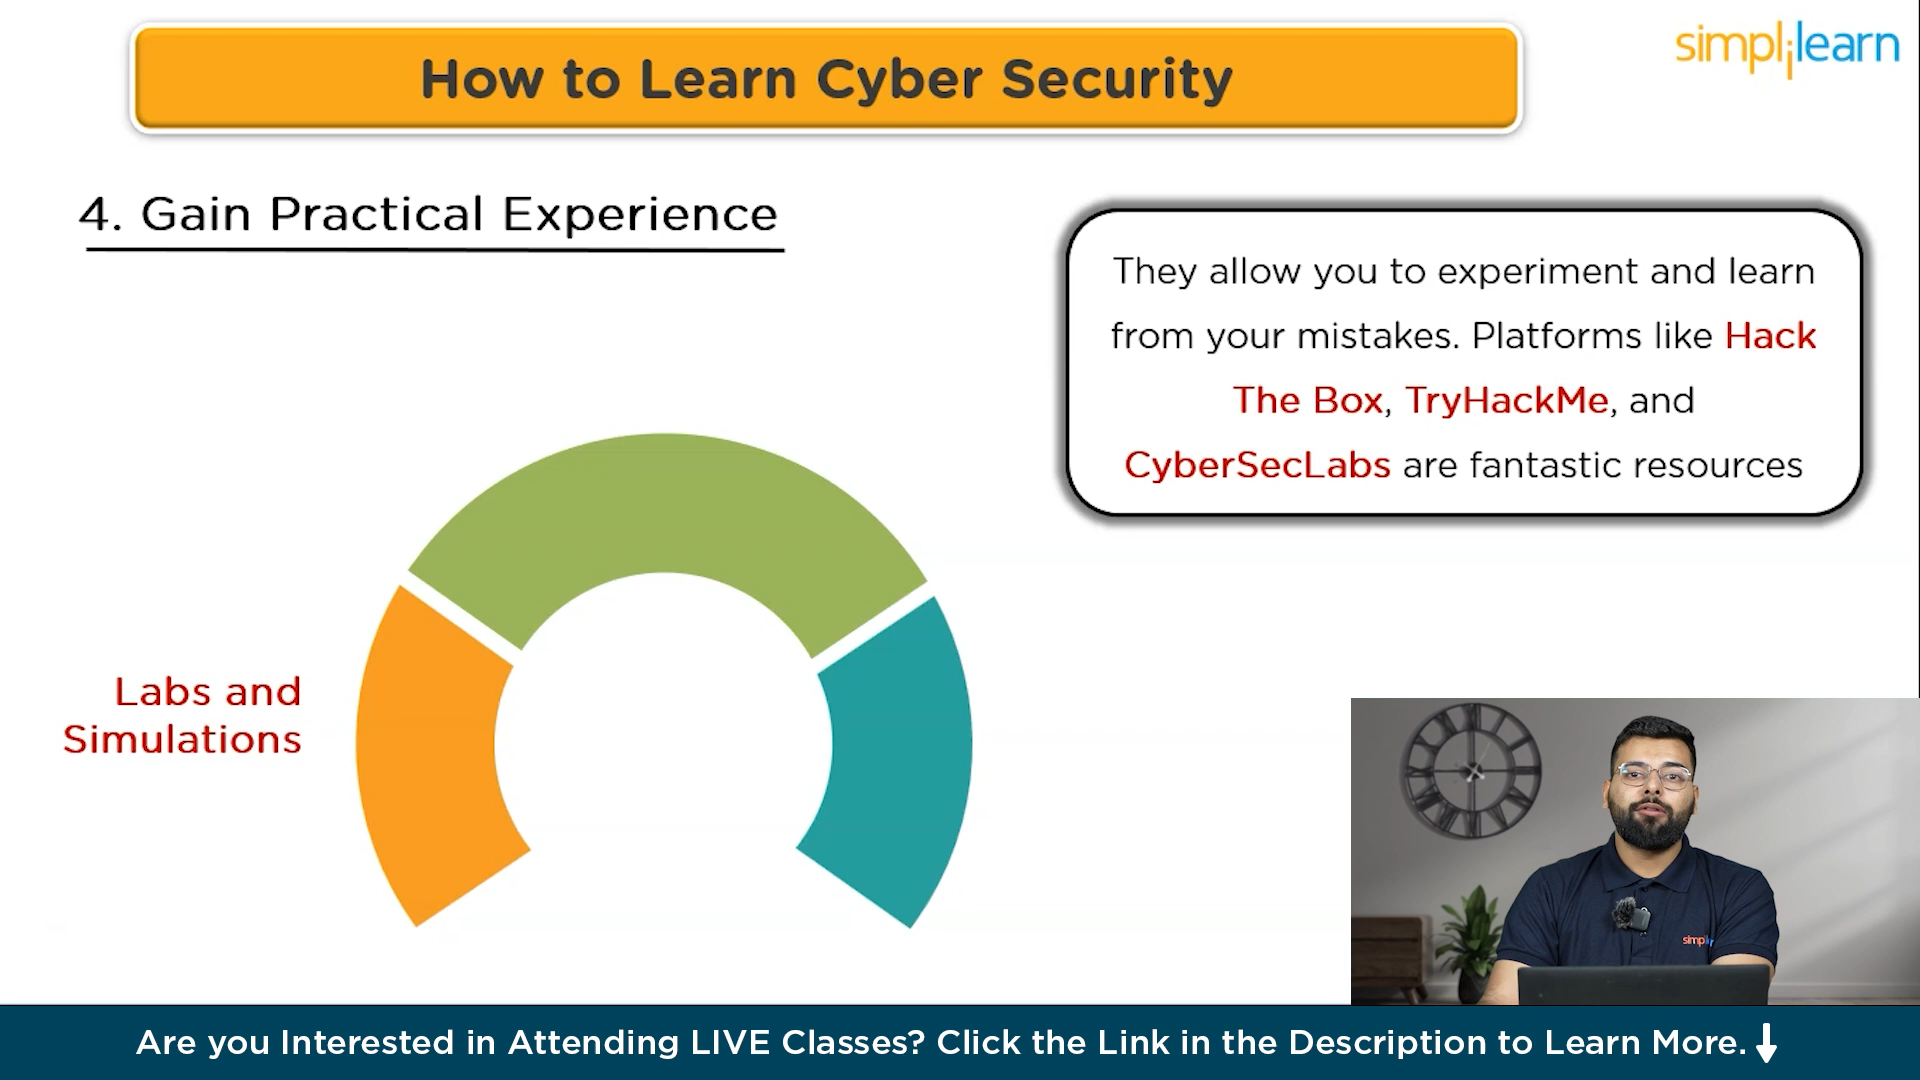 How to Learn Cyber Security
simplilearn
4. Gain Practical Experience
They allow you to experiment and learn
from your mistakes. Platforms like Hack
The Box, TryHackMe, and
CyberSecLabs are fantastic resources
Labs and
Simulations
Are you Interested in Attending LIVE Classes? Click the Link in the Description to Learn More.